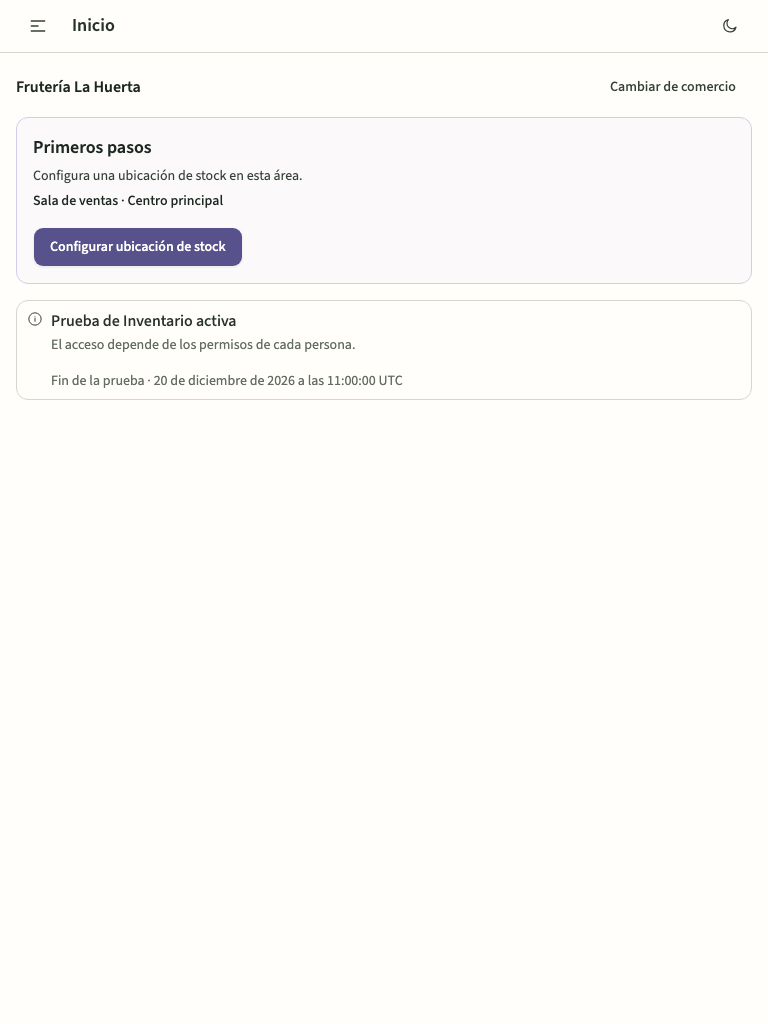 Inicio
Frutería La Huerta
Cambiar de comercio
Primeros pasos
Configura una ubicación de stock en esta área.
Sala de ventas · Centro principal
Configurar ubicación de stock
Prueba de Inventario activa
El acceso depende de los permisos de cada persona.
Fin de la prueba · 20 de diciembre de 2026 a las 11:00:00 UTC